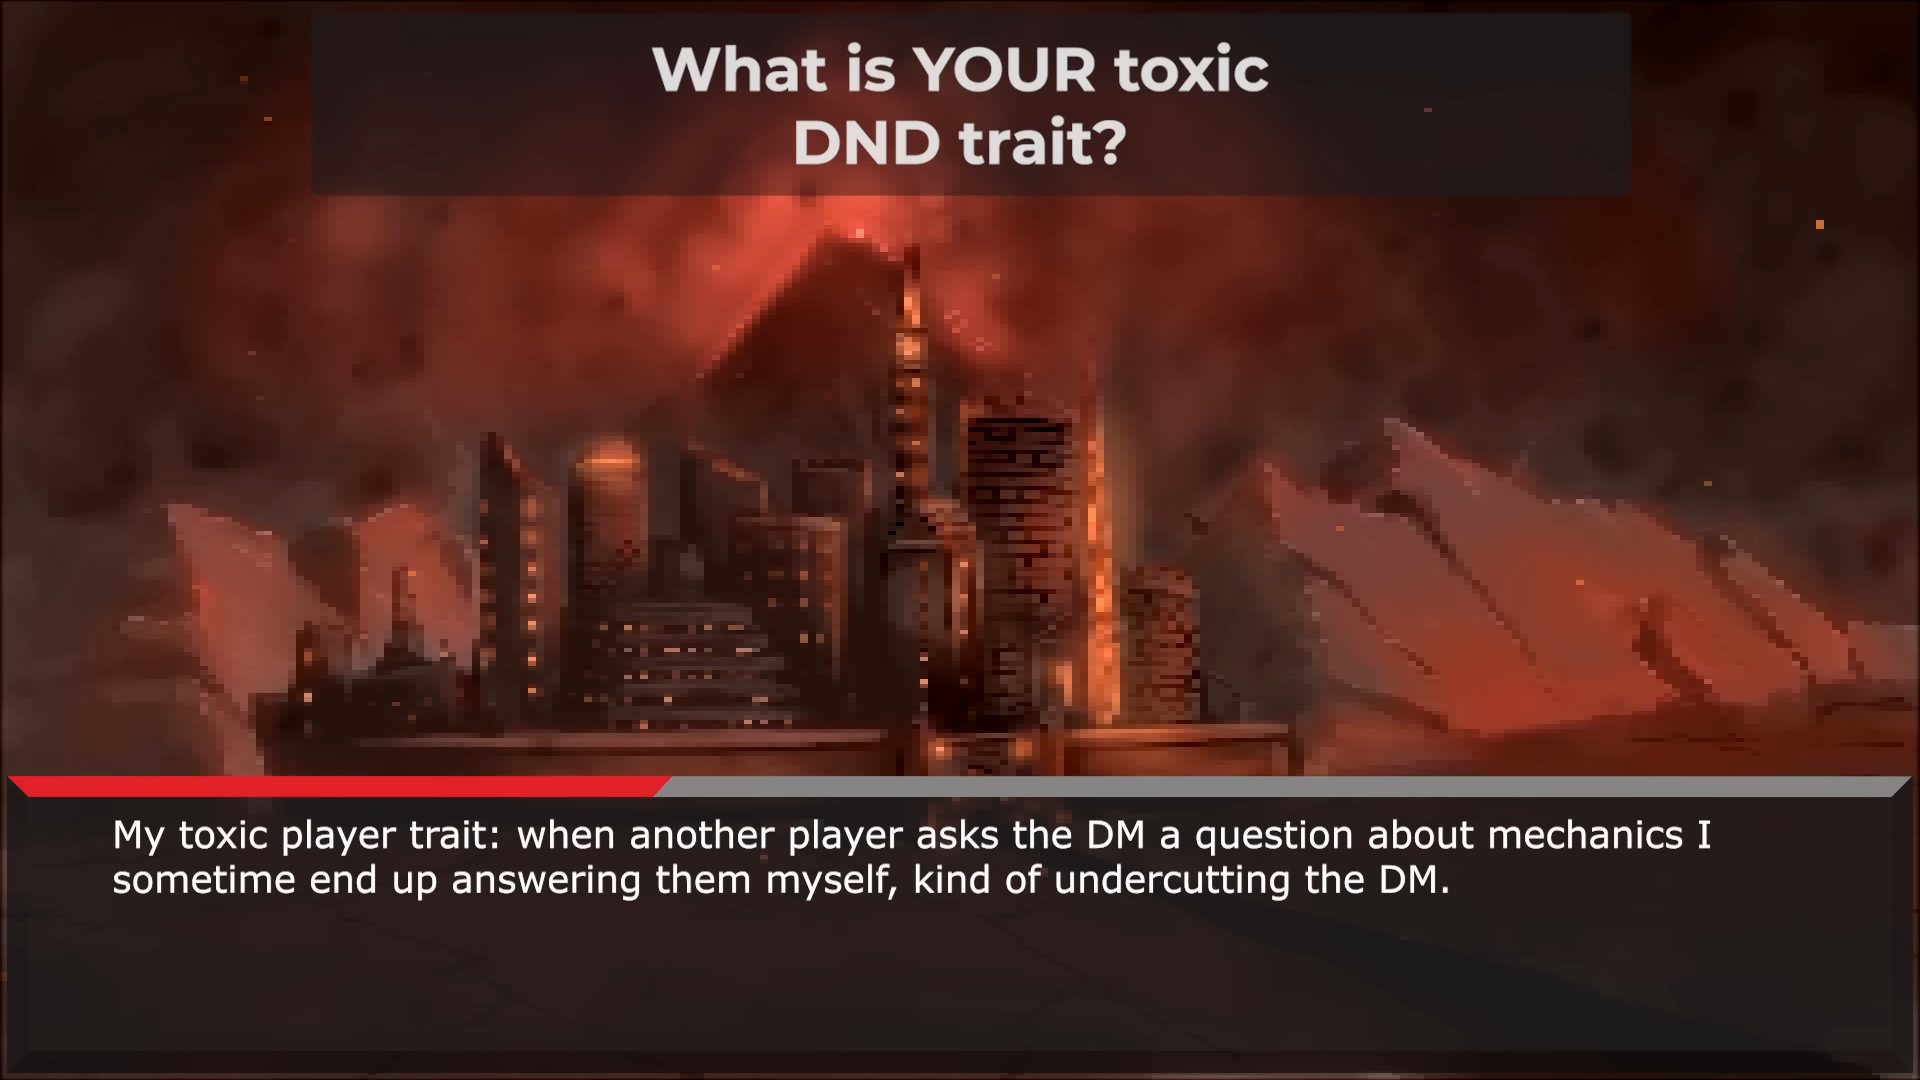 What is YOUR toxic
DND trait?
My toxic player trait: when another player asks the DM a question about mechanics I
sometime end up answering them myself, kind of undercutting the DM.